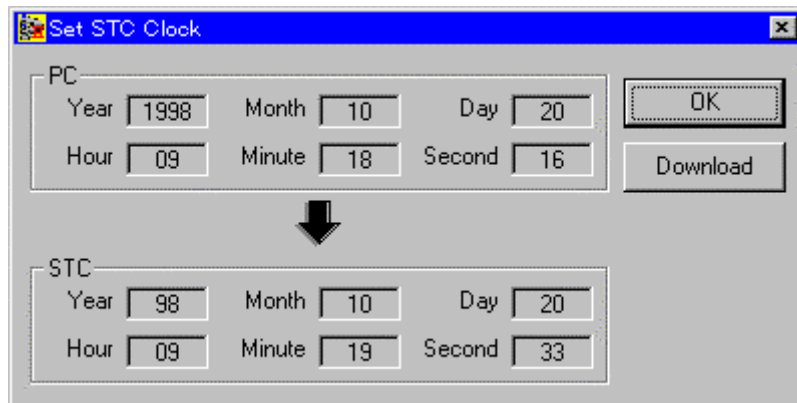 Set STC Clock
PC
Year 1998 Month 10 Day 20
OK
Hour 09 Minute 18 Second 16
Download
STC
Year 98 Month 10 Day 20
Hour 09 Minute 19 Second 33